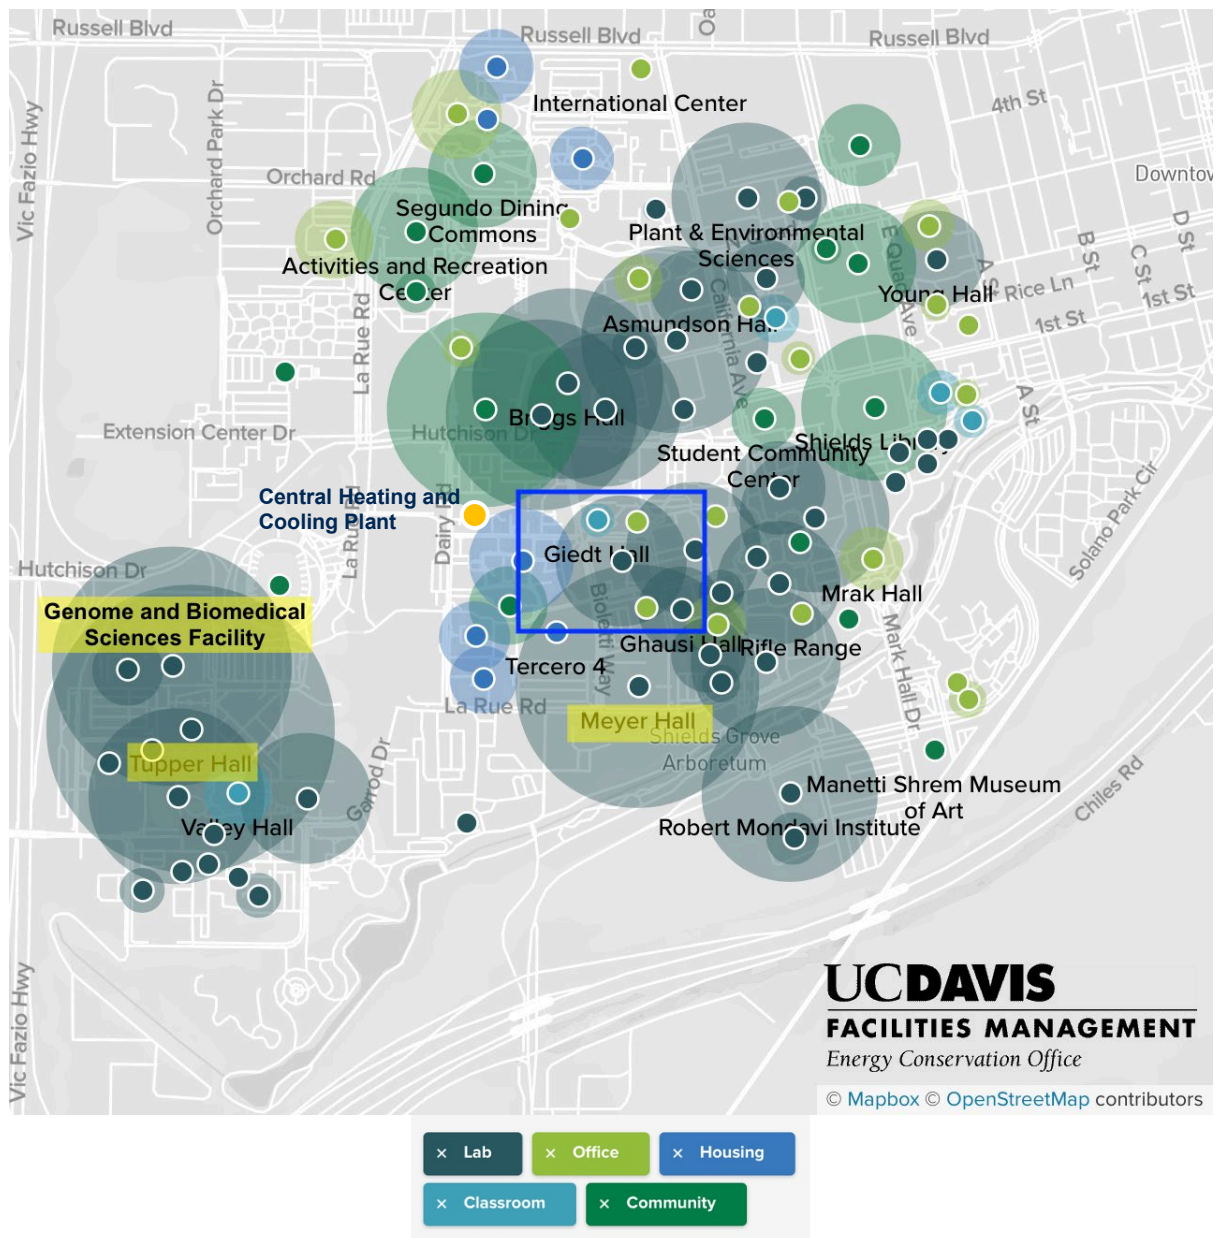 Russell Blvd
Russell Blvd
Oa
Russell Blvd
Vic Fazio Hwy
Orchard Park Dr
International Center
4th St
Orchard Rd
Downtow
Segundo Dining
Commons
Plant & Environmental
Sciences
E Quad Ave
B St
C St
D St
Activities and Recreation
Center
Young Hall
A St
Rice Ln
1st St
1st St
La Rue Rd
Asmundson Hall
California Ave
A St
Extension Center Dr
Hutchison Dr
Briggs Hall
Student Community
Center
Shields Library
Central Heating and
Cooling Plant
La Rue Rd
Dairy Rd
Solano Park Cir
Hutchison Dr
Giedt Hall
Bioletti Way
Mrak Hall
Genome and Biomedical
Sciences Facility
Ghausi Hall
Rifle Range
Mark Hall Dr
Tercero 4
La Rue Rd
Meyer Hall
Shields Grove
Arboretum
Tupper Hall
Garrod Dr
Manetti Shrem Museum
of Art
Chiles Rd
Valley Hall
Robert Mondavi Institute
Vic Fazio Hwy
UCDAVIS
FACILITIES MANAGEMENT
Energy Conservation Office
© Mapbox © OpenStreetMap contributors
× Lab
× Office
× Housing
× Classroom
× Community